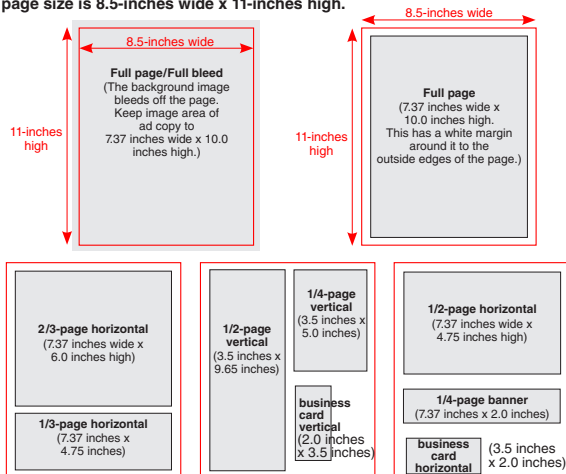 page size is 8.5-inches wide x 11-inches high.
8.5-inches wide
11-inches
high
Full page/Full bleed
(The background image
bleeds off the page.
Keep image area of
ad copy to
7.37 inches wide x 10.0
inches high.)
8.5-inches wide
11-inches
high
Full page
(7.37 inches wide x
10.0 inches high.
This has a white margin
around it to the
outside edges of the page.)
2/3-page horizontal
(7.37 inches wide x
6.0 inches high)
1/3-page horizontal
(7.37 inches x
4.75 inches)
1/2-page
vertical
(3.5 inches x
9.65 inches)
1/4-page
vertical
(3.5 inches x
5.0 inches)
business
card
vertical
(2.0 inches
x 3.5 inches)
1/2-page horizontal
(7.37 inches wide x
4.75 inches high)
1/4-page banner
(7.37 inches x 2.0 inches)
business
card
horizontal
(3.5 inches
x 2.0 inches)